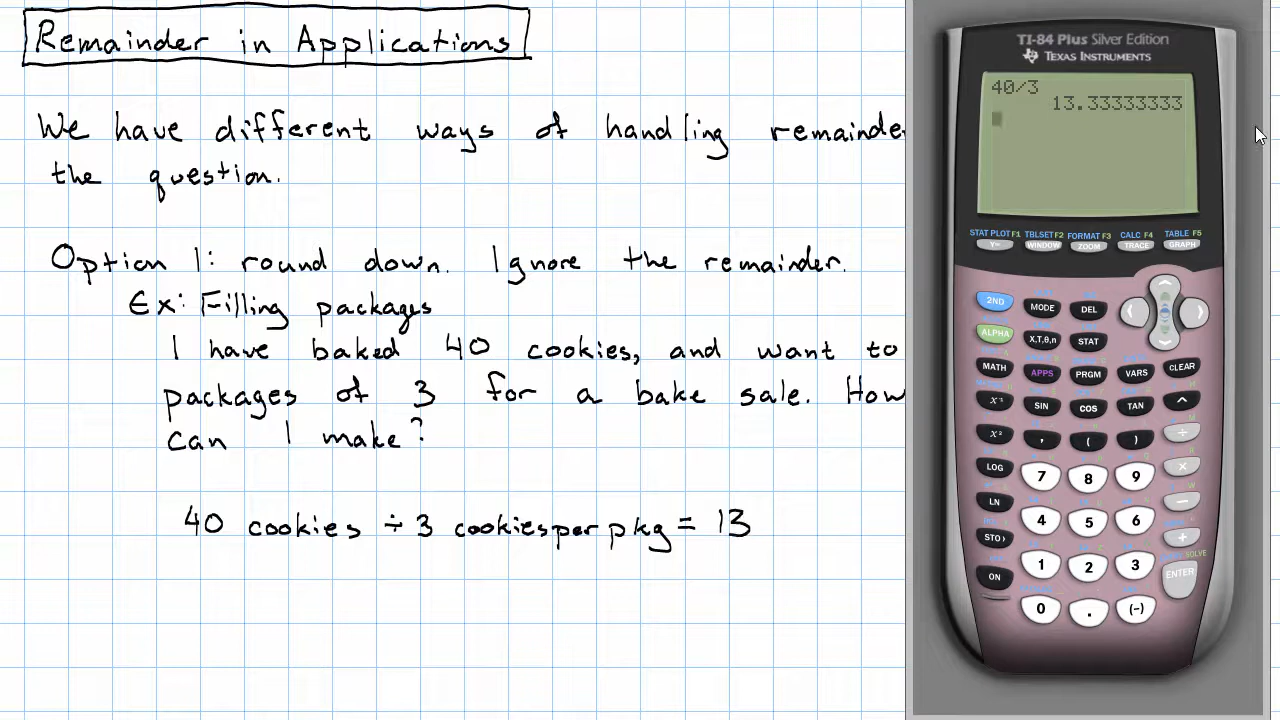 Remainder in Applications
We have different ways of handling remainde
the question.
Option 1: round down. Ignore the remainder.
Ex: Filling packages
I have baked 40 cookies, and want to
packages of 3 for a bake sale. How
can I make?
40 cookies ÷ 3 cookies per pkg = 13
TI-84 Plus Silver Edition
TEXAS INSTRUMENTS
40/3
13.33333333
STAT PLOT F1 TBLSET F2 FORMAT F3 CALC F4 TABLE F5
Y= WINDOW ZOOM TRACE GRAPH
2ND MODE DEL
ALPHA X,T,θ,n STAT
MATH APPS PRGM VARS CLEAR
x⁻¹ SIN COS TAN ^
x² , ( ) ÷
LOG 7 8 9 ×
LN 4 5 6 −
STO› 1 2 3 +
SOLVE
ON 0 . (-) ENTER